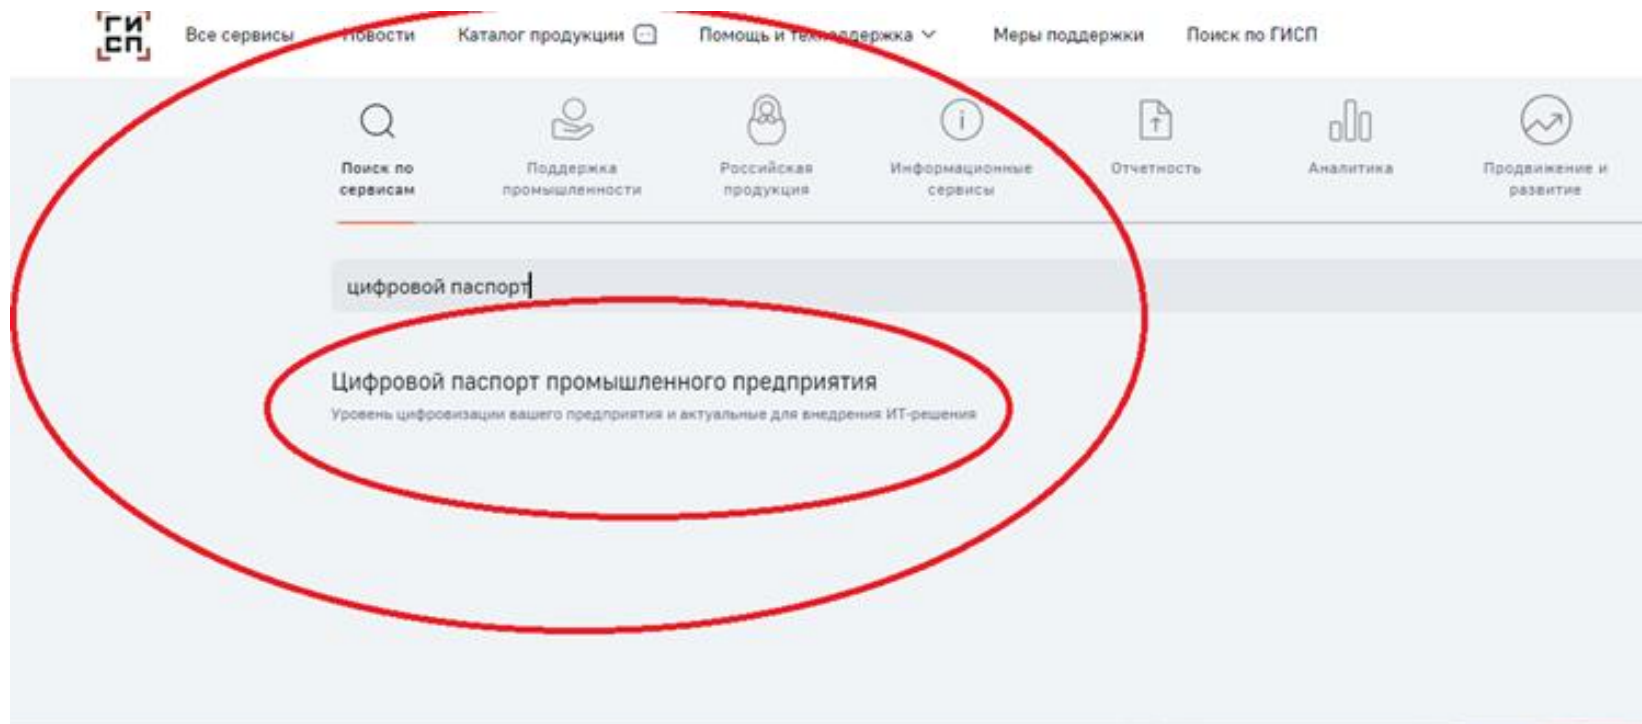 ГИ
СП
Все сервисы Новости Каталог продукции Помощь и техподдержка Меры поддержки Поиск по ГИСП
Поиск по сервисам
Поддержка промышленности
Российская продукция
Информационные сервисы
Отчетность
Аналитика
Продвижение и развитие
цифровой паспорт
Цифровой паспорт промышленного предприятия
Уровень цифровизации вашего предприятия и актуальные для внедрения ИТ-решения